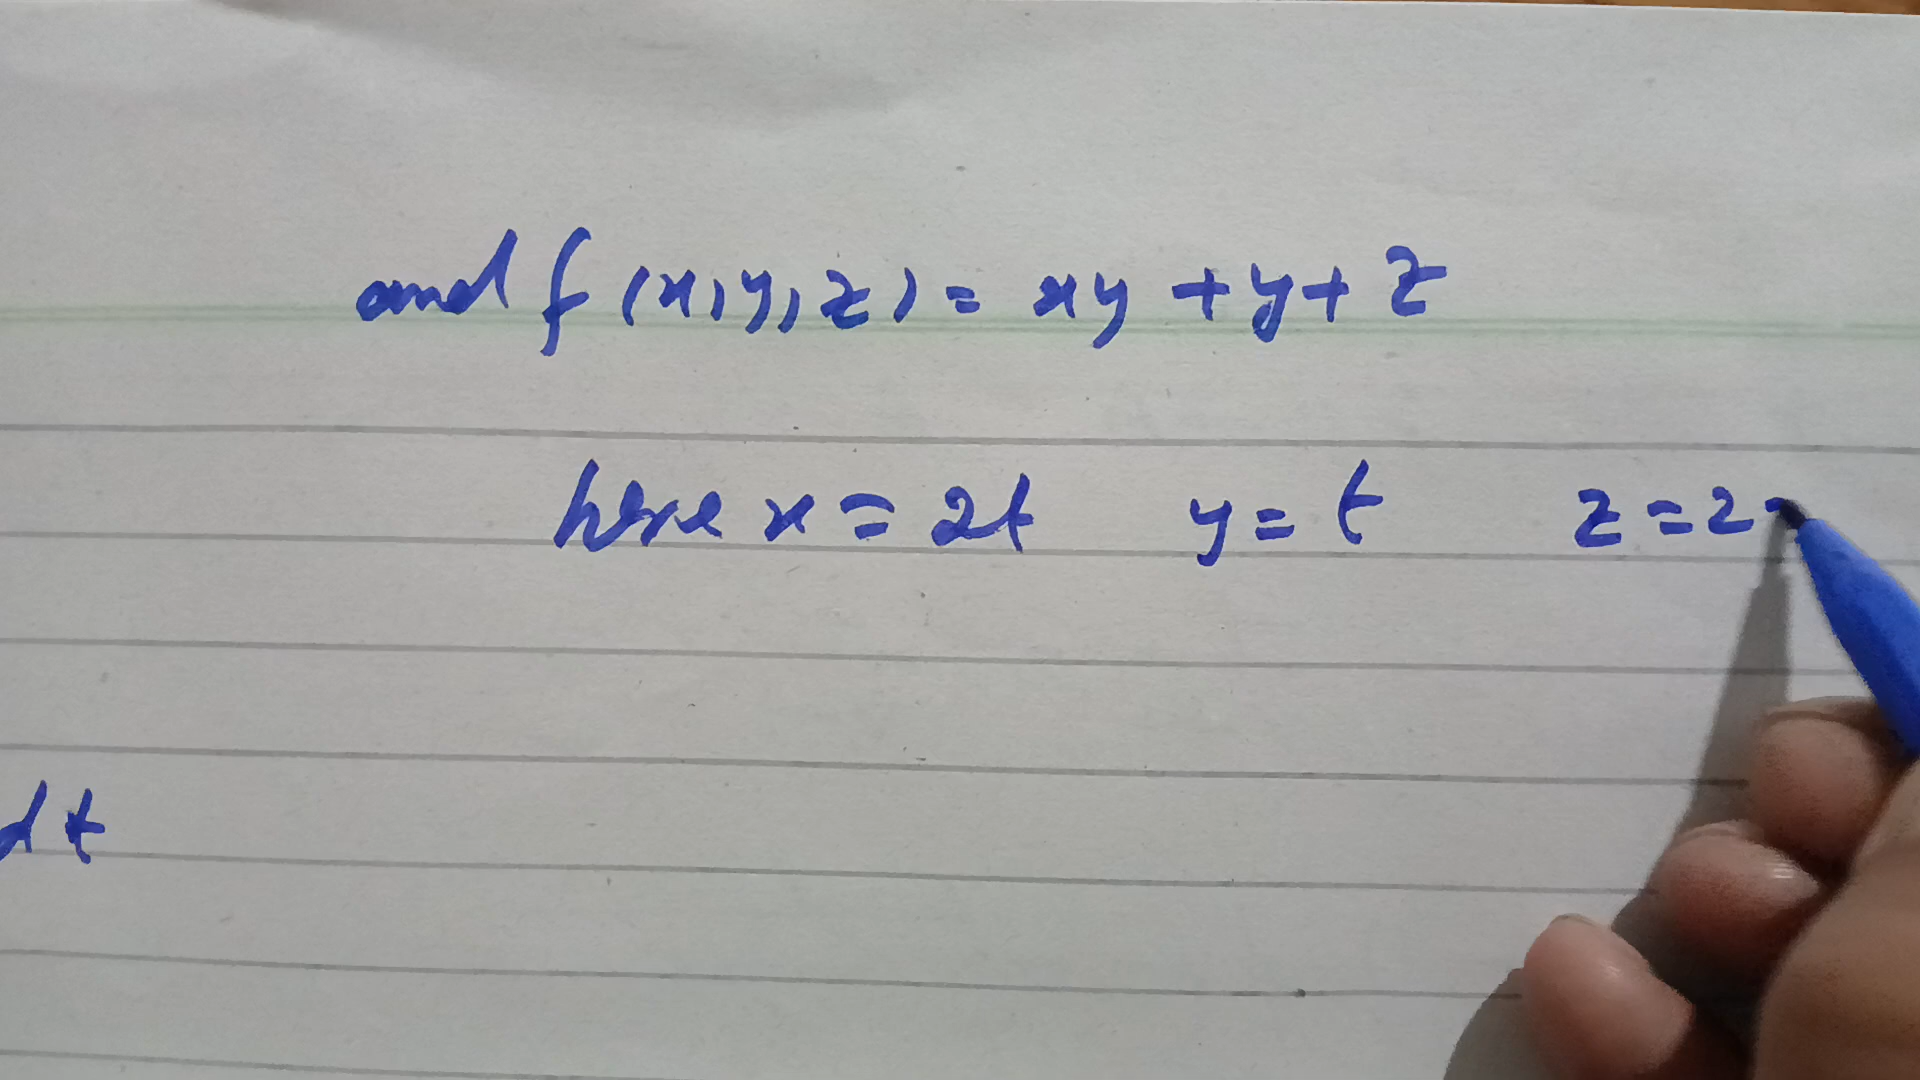 and f (x,y,z) = xy + y + z
here x = 2t y = t z = 2-
dt